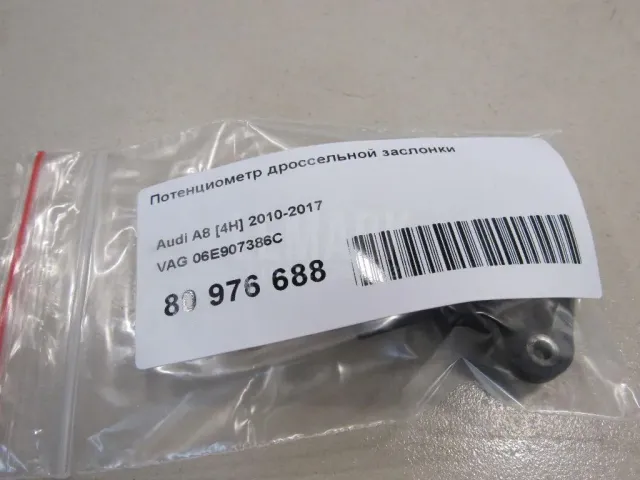 Потенциометр дроссельной заслонки
Audi A8 [4H] 2010-2017
VAG 06E907386C
80 976 688